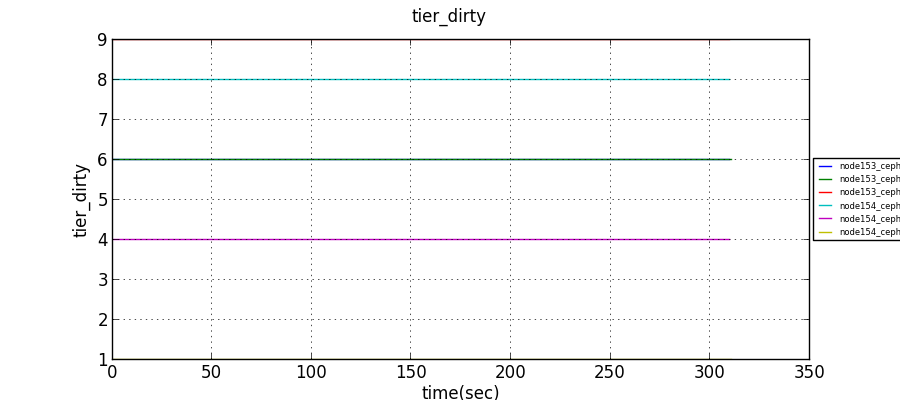 tier_dirty
9
8
7
6
5
4
3
2
1
tier_dirty
0 50 100 150 200 250 300 350
time(sec)
node153_ceph
node153_ceph
node153_ceph
node154_ceph
node154_ceph
node154_ceph